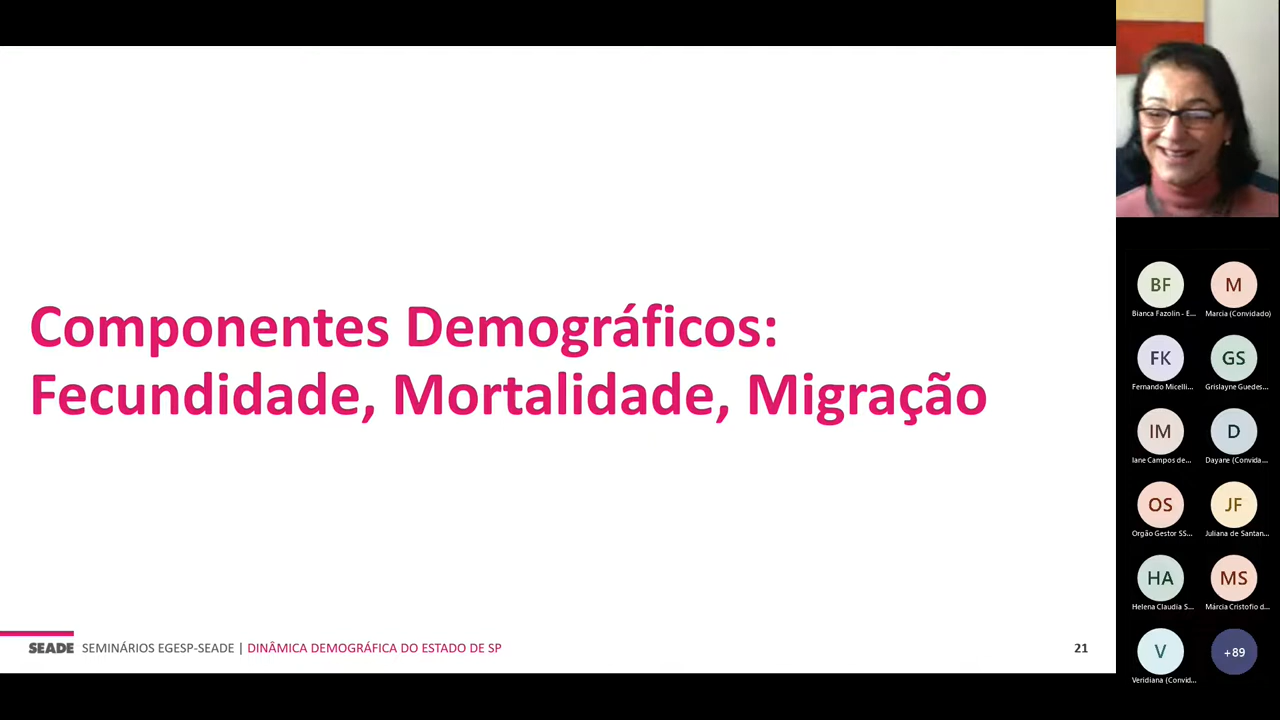 Componentes Demográficos:
Fecundidade, Mortalidade, Migração
SEADE SEMINÁRIOS EGESP-SEADE | DINÂMICA DEMOGRÁFICA DO ESTADO DE SP
21
BF
Bianca Fazolin - E...
M
Marcia (Convidado)
FK
Fernando Micelli...
GS
Grislayne Guedes...
IM
Iane Campos de...
D
Dayane (Convida...
OS
Orgão Gestor SS...
JF
Juliana de Santan...
HA
Helena Claudia S...
MS
Márcia Cristofio d...
V
Veridiana (Convid...
+89